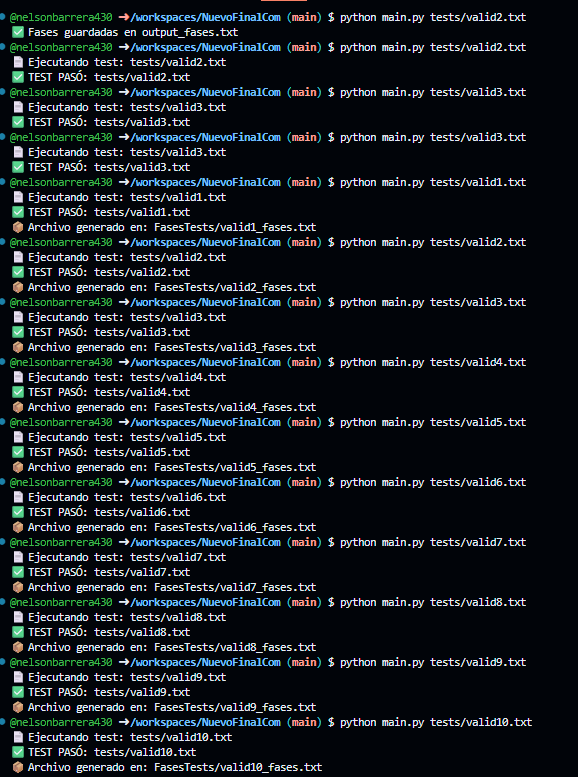 @nelsonbarrera430 ➜/workspaces/NuevoFinalCom (main) $ python main.py tests/valid2.txt
✅ Fases guardadas en output_fases.txt
@nelsonbarrera430 ➜/workspaces/NuevoFinalCom (main) $ python main.py tests/valid2.txt
📄 Ejecutando test: tests/valid2.txt
✅ TEST PASÓ: tests/valid2.txt
@nelsonbarrera430 ➜/workspaces/NuevoFinalCom (main) $ python main.py tests/valid3.txt
📄 Ejecutando test: tests/valid3.txt
✅ TEST PASÓ: tests/valid3.txt
@nelsonbarrera430 ➜/workspaces/NuevoFinalCom (main) $ python main.py tests/valid3.txt
📄 Ejecutando test: tests/valid3.txt
✅ TEST PASÓ: tests/valid3.txt
@nelsonbarrera430 ➜/workspaces/NuevoFinalCom (main) $ python main.py tests/valid1.txt
📄 Ejecutando test: tests/valid1.txt
✅ TEST PASÓ: tests/valid1.txt
📦 Archivo generado en: FasesTests/valid1_fases.txt
@nelsonbarrera430 ➜/workspaces/NuevoFinalCom (main) $ python main.py tests/valid2.txt
📄 Ejecutando test: tests/valid2.txt
✅ TEST PASÓ: tests/valid2.txt
📦 Archivo generado en: FasesTests/valid2_fases.txt
@nelsonbarrera430 ➜/workspaces/NuevoFinalCom (main) $ python main.py tests/valid3.txt
📄 Ejecutando test: tests/valid3.txt
✅ TEST PASÓ: tests/valid3.txt
📦 Archivo generado en: FasesTests/valid3_fases.txt
@nelsonbarrera430 ➜/workspaces/NuevoFinalCom (main) $ python main.py tests/valid4.txt
📄 Ejecutando test: tests/valid4.txt
✅ TEST PASÓ: tests/valid4.txt
📦 Archivo generado en: FasesTests/valid4_fases.txt
@nelsonbarrera430 ➜/workspaces/NuevoFinalCom (main) $ python main.py tests/valid5.txt
📄 Ejecutando test: tests/valid5.txt
✅ TEST PASÓ: tests/valid5.txt
📦 Archivo generado en: FasesTests/valid5_fases.txt
@nelsonbarrera430 ➜/workspaces/NuevoFinalCom (main) $ python main.py tests/valid6.txt
📄 Ejecutando test: tests/valid6.txt
✅ TEST PASÓ: tests/valid6.txt
📦 Archivo generado en: FasesTests/valid6_fases.txt
@nelsonbarrera430 ➜/workspaces/NuevoFinalCom (main) $ python main.py tests/valid7.txt
📄 Ejecutando test: tests/valid7.txt
✅ TEST PASÓ: tests/valid7.txt
📦 Archivo generado en: FasesTests/valid7_fases.txt
@nelsonbarrera430 ➜/workspaces/NuevoFinalCom (main) $ python main.py tests/valid8.txt
📄 Ejecutando test: tests/valid8.txt
✅ TEST PASÓ: tests/valid8.txt
📦 Archivo generado en: FasesTests/valid8_fases.txt
@nelsonbarrera430 ➜/workspaces/NuevoFinalCom (main) $ python main.py tests/valid9.txt
📄 Ejecutando test: tests/valid9.txt
✅ TEST PASÓ: tests/valid9.txt
📦 Archivo generado en: FasesTests/valid9_fases.txt
@nelsonbarrera430 ➜/workspaces/NuevoFinalCom (main) $ python main.py tests/valid10.txt
📄 Ejecutando test: tests/valid10.txt
✅ TEST PASÓ: tests/valid10.txt
📦 Archivo generado en: FasesTests/valid10_fases.txt